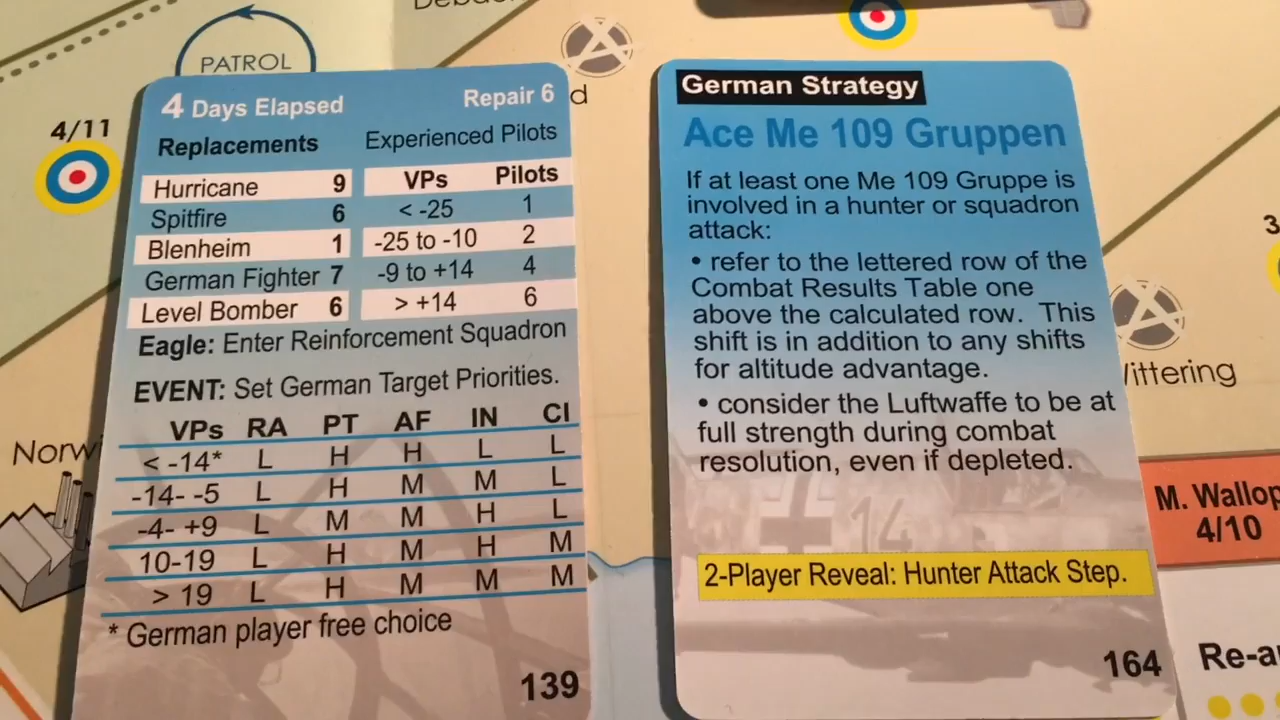 PATROL
4/11
4 Days Elapsed Repair 6
Replacements Experienced Pilots
Hurricane 9 VPs Pilots
Spitfire 6 < -25 1
Blenheim 1 -25 to -10 2
German Fighter 7 -9 to +14 4
Level Bomber 6 > +14 6
Eagle: Enter Reinforcement Squadron
EVENT: Set German Target Priorities.
VPs RA PT AF IN CI
< -14* L H H L L
-14- -5 L H M M L
-4- +9 L M M H L
10-19 L H M H M
> 19 L H M M M
* German player free choice
139
German Strategy
Ace Me 109 Gruppen
If at least one Me 109 Gruppe is
involved in a hunter or squadron
attack:
• refer to the lettered row of the
Combat Results Table one
above the calculated row. This
shift is in addition to any shifts
for altitude advantage.
• consider the Luftwaffe to be at
full strength during combat
resolution, even if depleted.
2-Player Reveal: Hunter Attack Step.
164
Norwi
d
ittering
M. Wallop
4/10
Re-a
3